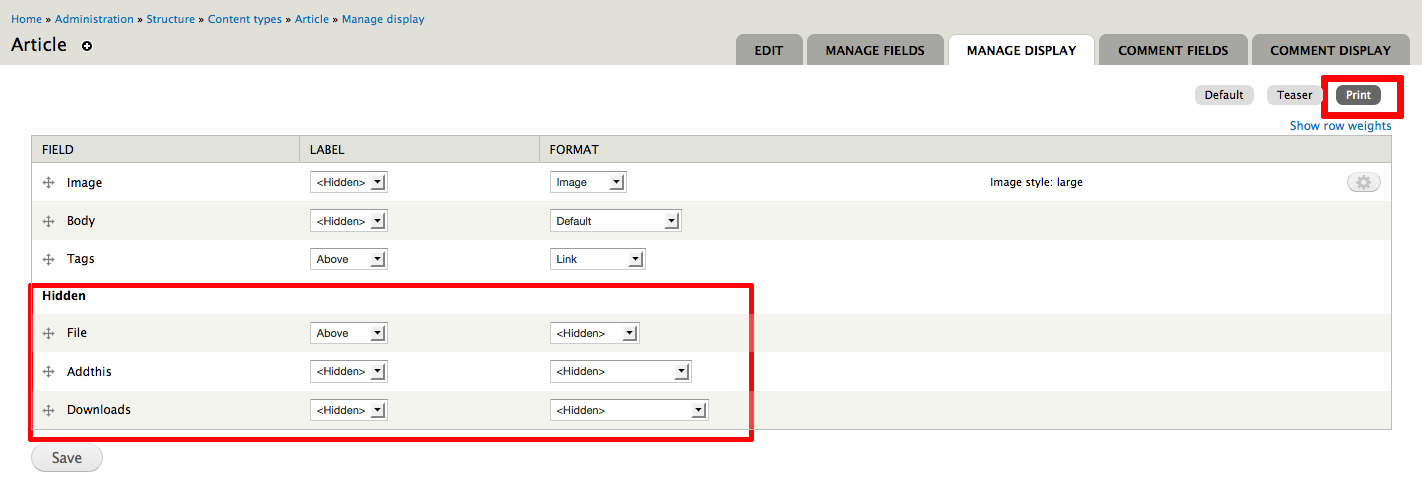 Home » Administration » Structure » Content types » Article » Manage display
Article
EDIT MANAGE FIELDS MANAGE DISPLAY COMMENT FIELDS COMMENT DISPLAY
Default Teaser Print
Show row weights
FIELD LABEL FORMAT
Image <Hidden> Image Image style: large
Body <Hidden> Default
Tags Above Link
Hidden
File Above <Hidden>
Addthis <Hidden> <Hidden>
Downloads <Hidden> <Hidden>
Save